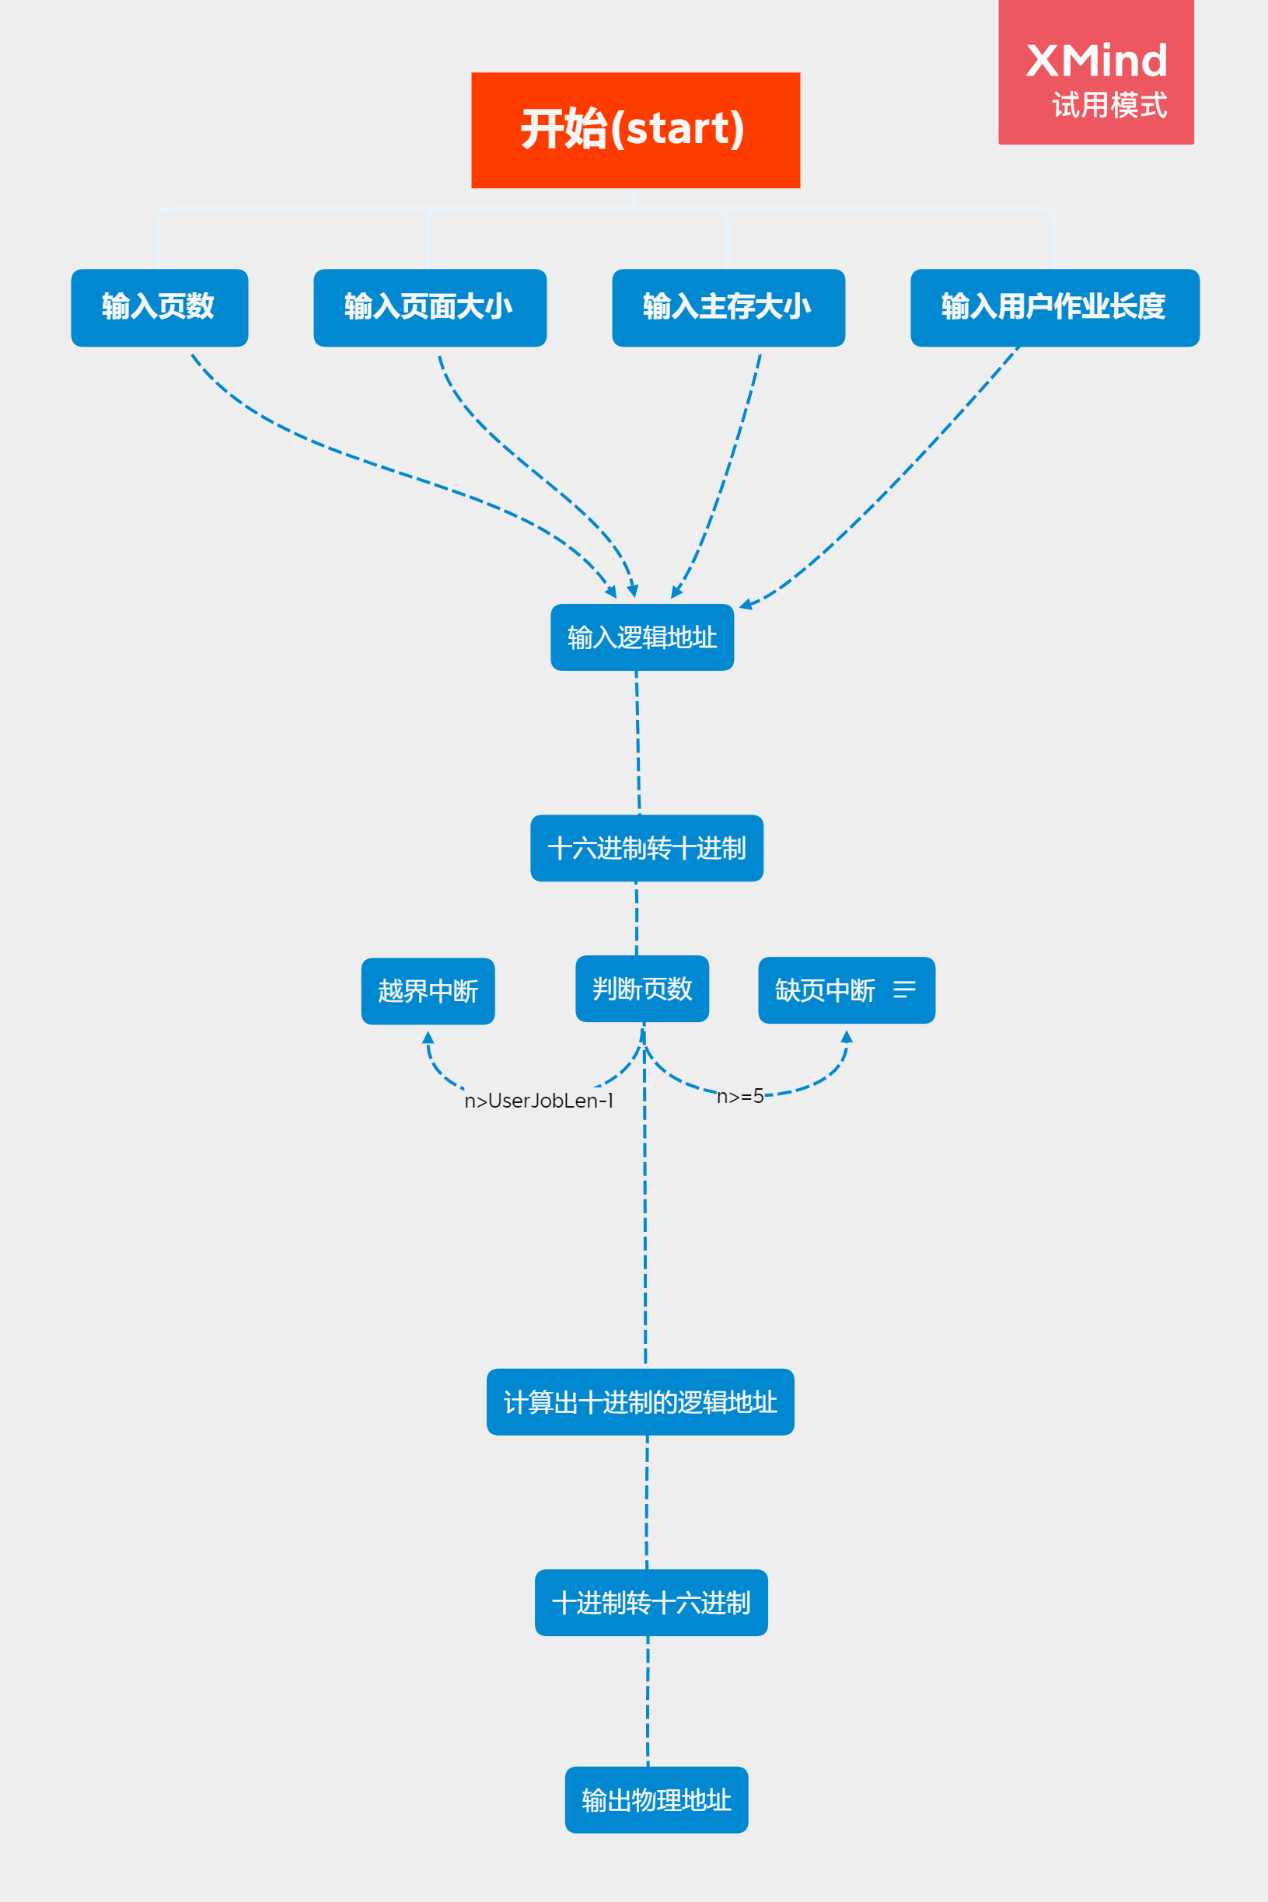 XMind
试用模式
开始(start)
输入页数
输入页面大小
输入主存大小
输入用户作业长度
输入逻辑地址
十六进制转十进制
越界中断
判断页数
缺页中断
n>UserJobLen-1
n>=5
计算出十进制的逻辑地址
十进制转十六进制
输出物理地址